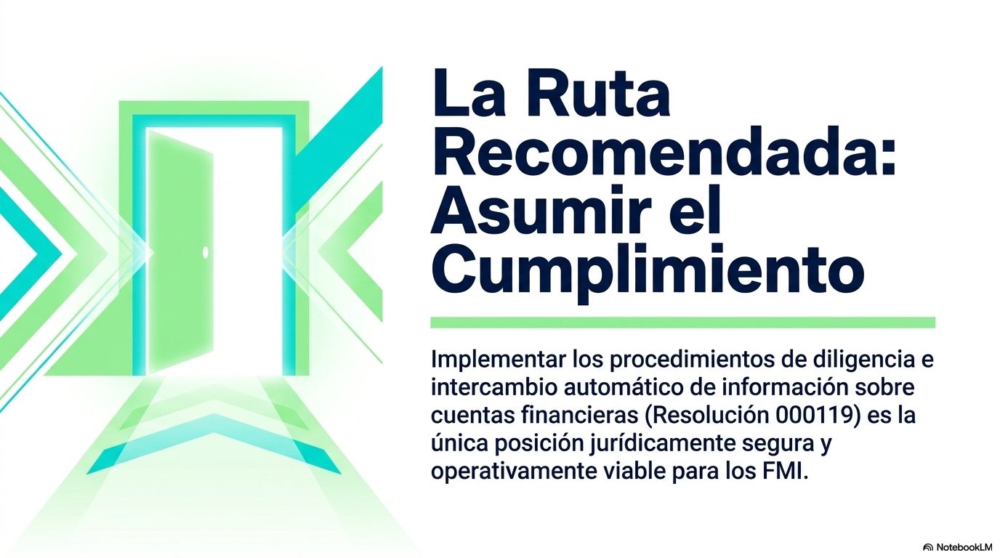 La Ruta
Recomendada:
Asumir el
Cumplimiento
Implementar los procedimientos de diligencia e
intercambio automático de información sobre
cuentas financieras (Resolución 000119) es la
única posición jurídicamente segura y
operativamente viable para los FMI.
NotebookLM